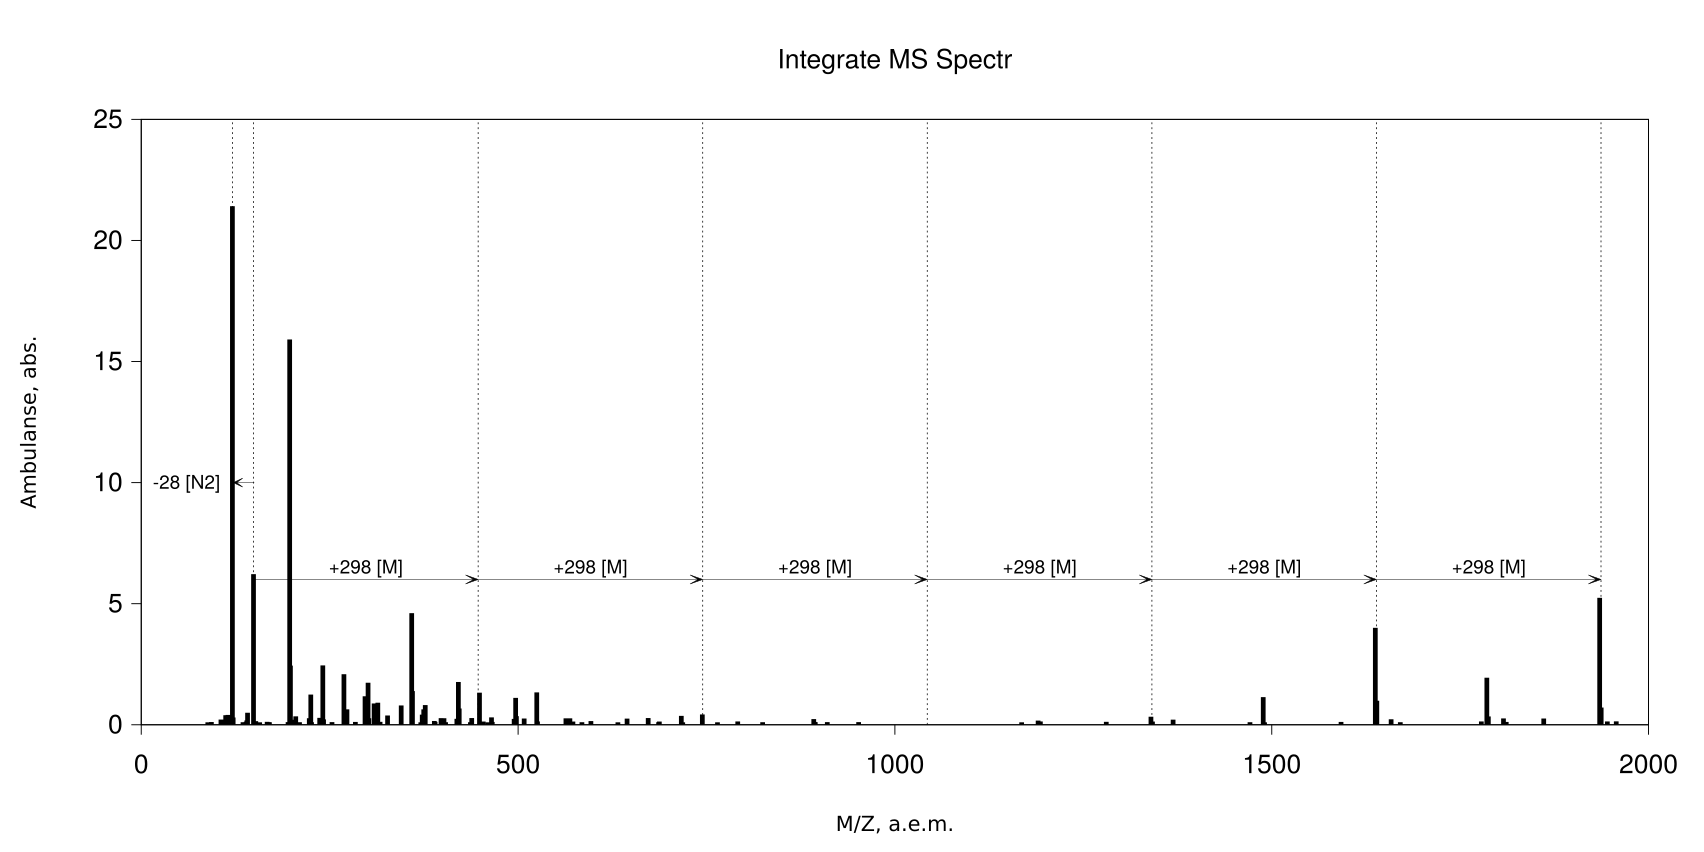 Integrate MS Spectr
25
20
15
10
5
0
Ambulanse, abs.
-28 [N2]
+298 [M] +298 [M] +298 [M] +298 [M] +298 [M] +298 [M]
0 500 1000 1500 2000
M/Z, a.e.m.